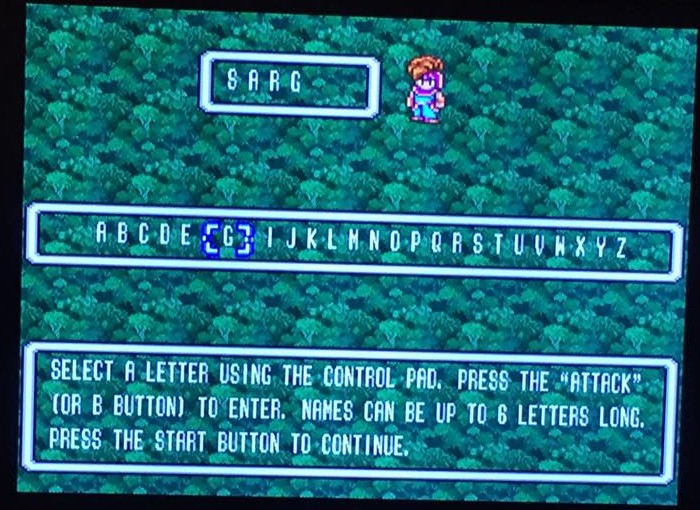 SARG
ABCDE G IJKLMNOPQRSTUVWXYZ
SELECT A LETTER USING THE CONTROL PAD. PRESS THE "ATTACK"
(OR B BUTTON) TO ENTER. NAMES CAN BE UP TO 6 LETTERS LONG.
PRESS THE START BUTTON TO CONTINUE.